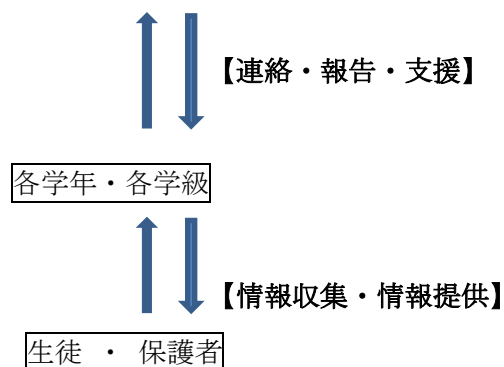 【連絡・報告・支援】
各学年・各学級
【情報収集・情報提供】
生徒 ・ 保護者